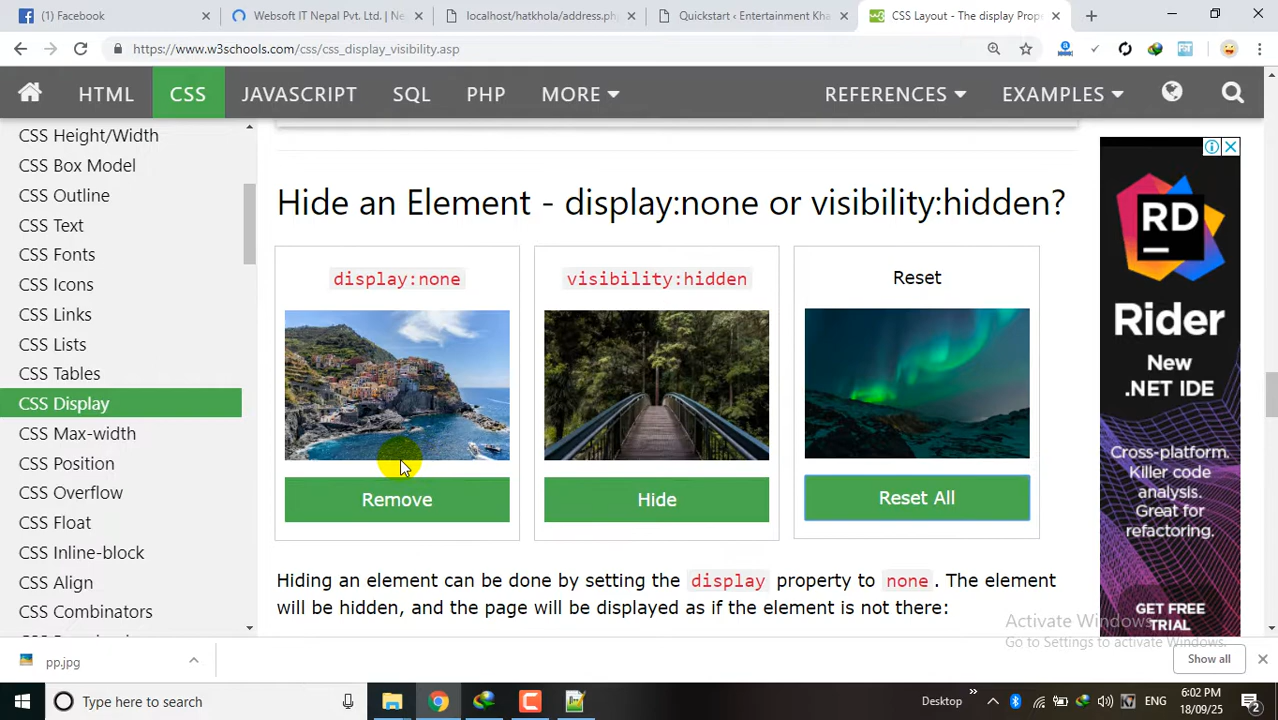 Facebook
Websoft IT Nepal Pvt. Ltd. | Ne
localhost/hatkhola/address.ph
Quickstart ‹ Entertainment Kha
CSS Layout - The display Prop
https://www.w3schools.com/css/css_display_visibility.asp
HTML
CSS
JAVASCRIPT
SQL
PHP
MORE
REFERENCES
EXAMPLES
CSS Height/Width
CSS Box Model
CSS Outline
CSS Text
CSS Fonts
CSS Icons
CSS Links
CSS Lists
CSS Tables
CSS Display
CSS Max-width
CSS Position
CSS Overflow
CSS Float
CSS Inline-block
CSS Align
CSS Combinators
Hide an Element - display:none or visibility:hidden?
display:none
visibility:hidden
Reset
Remove
Hide
Reset All
Hiding an element can be done by setting the display property to none. The element
will be hidden, and the page will be displayed as if the element is not there:
RD
Rider
New
.NET IDE
Cross-platform.
Killer code
analysis.
Great for
refactoring.
GET FREE
TRIAL
Activate Windows
Go to Settings to activate Windows.
pp.jpg
Show all
Type here to search
Desktop
ENG
6:02 PM
18/09/25
2